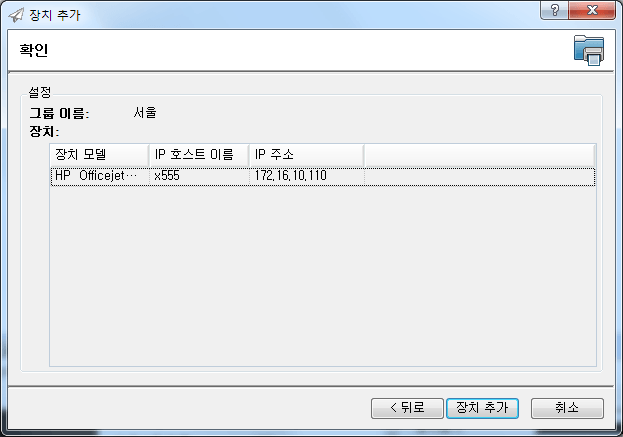 장치 추가
확인
설정
그룹 이름: 서울
장치:
장치 모델 IP 호스트 이름 IP 주소
HP Officejet⋯ x555 172.16.10.110
< 뒤로 장치 추가 취소